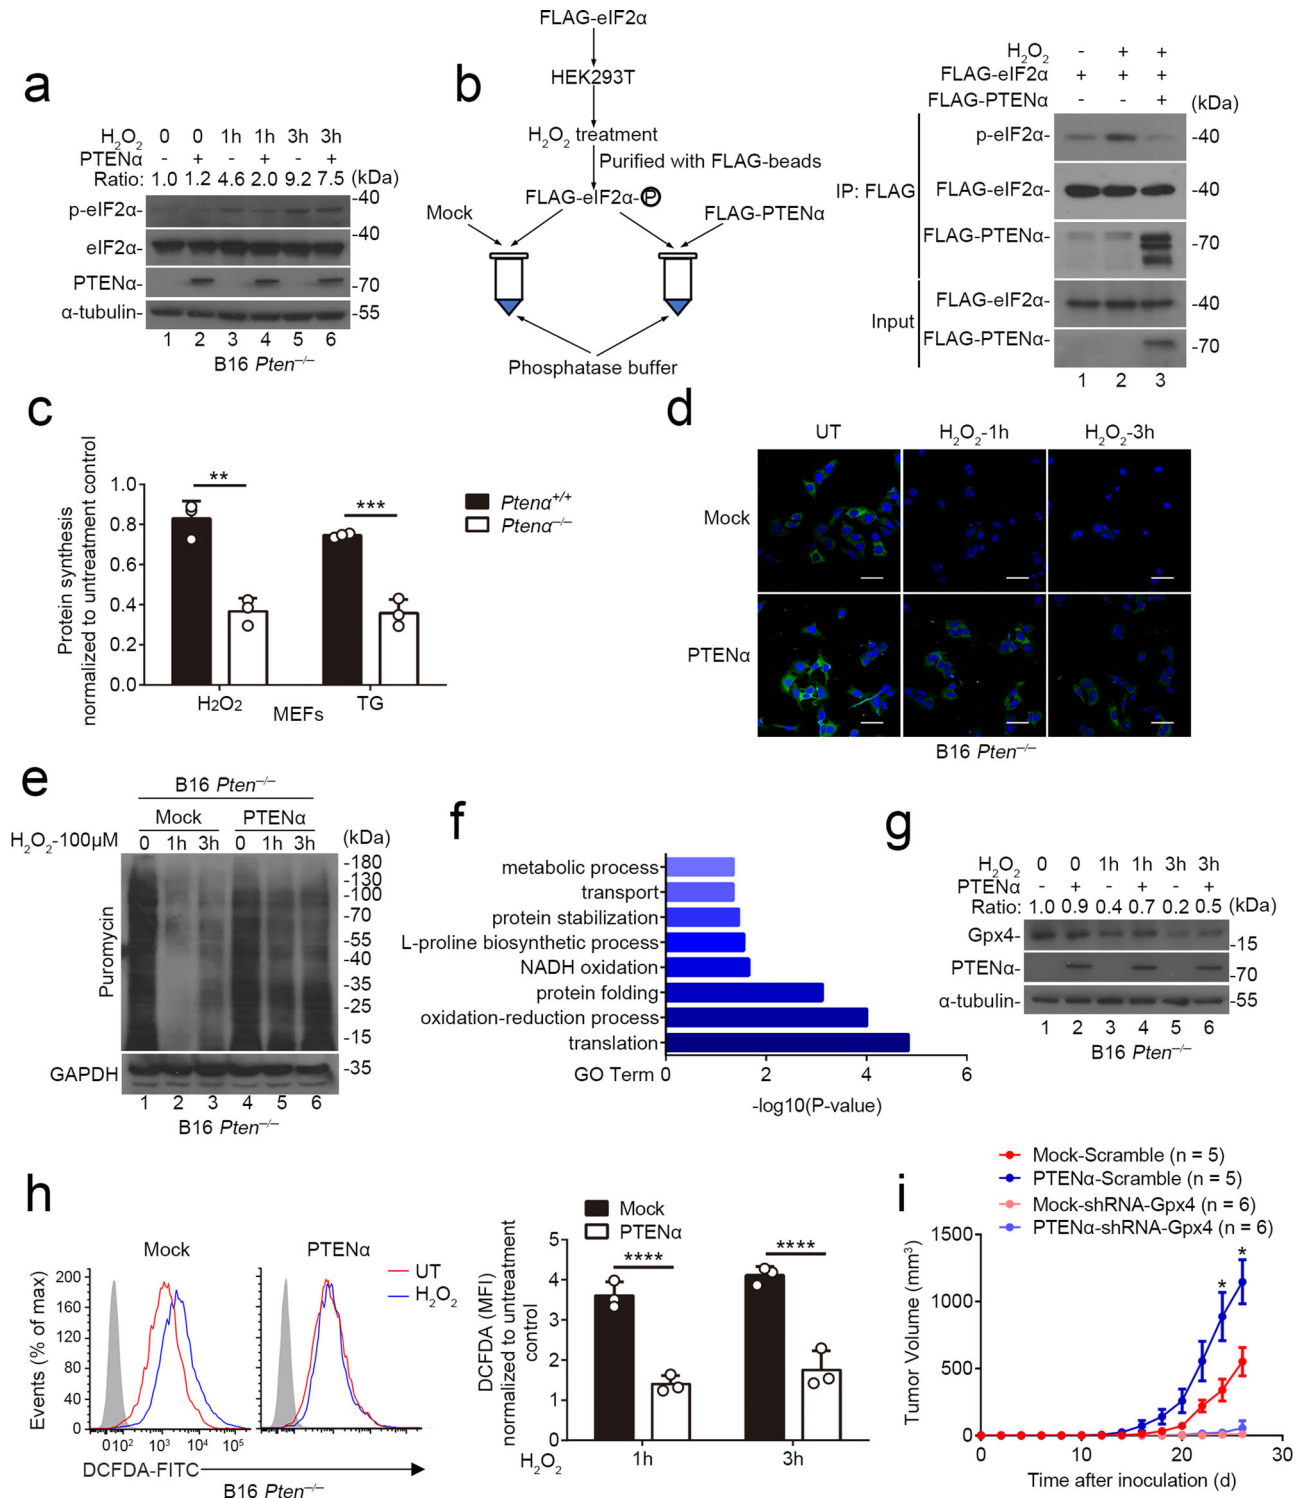 a
H₂O₂ 0 0 1h 1h 3h 3h
PTENα - + - + - +
Ratio: 1.0 1.2 4.6 2.0 9.2 7.5 (kDa)
p-eIF2α- -40
eIF2α- -40
PTENα- -70
α-tubulin- -55
1 2 3 4 5 6
B16 Pten⁻/⁻
b
FLAG-eIF2α
HEK293T
H₂O₂ treatment
Purified with FLAG-beads
FLAG-eIF2α-P
Mock
FLAG-PTENα
Phosphatase buffer
H₂O₂ - + +
FLAG-eIF2α + + +
FLAG-PTENα - - + (kDa)
IP: FLAG
p-eIF2α- -40
FLAG-eIF2α- -40
FLAG-PTENα- -70
Input
FLAG-eIF2α- -40
FLAG-PTENα- -70
1 2 3
c
Protein synthesis
normalized to untreatment control
1.0
0.8
0.6
0.4
0.2
0.0
**
***
Ptenα⁺/⁺
Ptenα⁻/⁻
H₂O₂ TG
MEFs
d
UT H₂O₂-1h H₂O₂-3h
Mock
PTENα
B16 Pten⁻/⁻
e
B16 Pten⁻/⁻
Mock PTENα
H₂O₂-100μM 0 1h 3h 0 1h 3h (kDa)
Puromycin
-180
-130
-100
-70
-55
-40
-35
-25
-15
GAPDH -35
1 2 3 4 5 6
B16 Pten⁻/⁻
f
metabolic process
transport
protein stabilization
L-proline biosynthetic process
NADH oxidation
protein folding
oxidation-reduction process
translation
GO Term 0 2 4 6
-log10(P-value)
g
H₂O₂ 0 0 1h 1h 3h 3h
PTENα - + - + - +
Ratio: 1.0 0.9 0.4 0.7 0.2 0.5 (kDa)
Gpx4- -15
PTENα- -70
α-tubulin- -55
1 2 3 4 5 6
B16 Pten⁻/⁻
h
Mock PTENα
UT
H₂O₂
Events (% of max)
200
160
120
80
40
0
0 10² 10³ 10⁴ 10⁵
DCFDA-FITC
B16 Pten⁻/⁻
Mock
PTENα
DCFDA (MFI)
normalized to untreatment
control
5
4
3
2
1
0
**** ****
H₂O₂ 1h 3h
i
Mock-Scramble (n = 5)
PTENα-Scramble (n = 5)
Mock-shRNA-Gpx4 (n = 6)
PTENα-shRNA-Gpx4 (n = 6)
Tumor Volume (mm³)
1500
1000
500
0
* *
0 10 20 30
Time after inoculation (d)